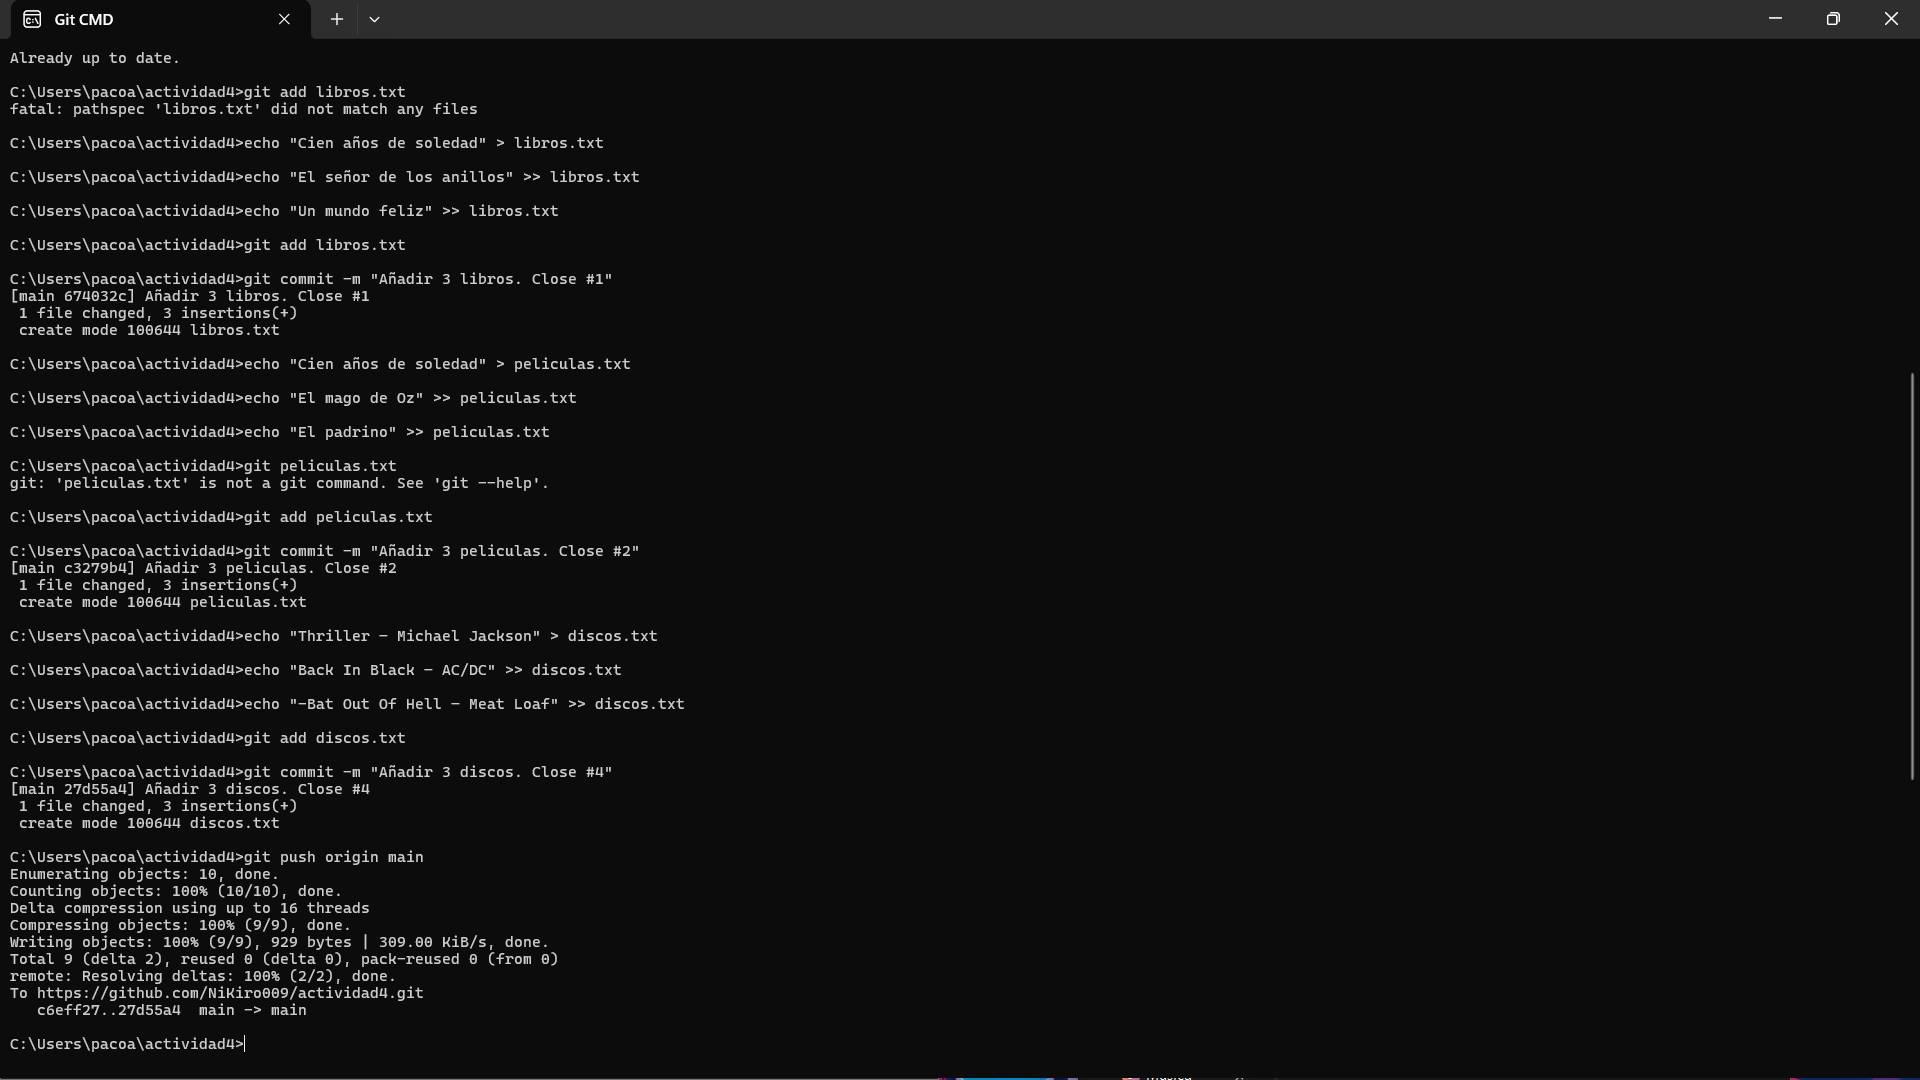 Git CMD
Already up to date.
C:\Users\pacoa\actividad4>git add libros.txt
fatal: pathspec 'libros.txt' did not match any files
C:\Users\pacoa\actividad4>echo "Cien años de soledad" > libros.txt
C:\Users\pacoa\actividad4>echo "El señor de los anillos" >> libros.txt
C:\Users\pacoa\actividad4>echo "Un mundo feliz" >> libros.txt
C:\Users\pacoa\actividad4>git add libros.txt
C:\Users\pacoa\actividad4>git commit -m "Añadir 3 libros. Close #1"
[main 674032c] Añadir 3 libros. Close #1
 1 file changed, 3 insertions(+)
 create mode 100644 libros.txt
C:\Users\pacoa\actividad4>echo "Cien años de soledad" > peliculas.txt
C:\Users\pacoa\actividad4>echo "El mago de Oz" >> peliculas.txt
C:\Users\pacoa\actividad4>echo "El padrino" >> peliculas.txt
C:\Users\pacoa\actividad4>git peliculas.txt
git: 'peliculas.txt' is not a git command. See 'git --help'.
C:\Users\pacoa\actividad4>git add peliculas.txt
C:\Users\pacoa\actividad4>git commit -m "Añadir 3 peliculas. Close #2"
[main c3279b4] Añadir 3 peliculas. Close #2
 1 file changed, 3 insertions(+)
 create mode 100644 peliculas.txt
C:\Users\pacoa\actividad4>echo "Thriller - Michael Jackson" > discos.txt
C:\Users\pacoa\actividad4>echo "Back In Black - AC/DC" >> discos.txt
C:\Users\pacoa\actividad4>echo "-Bat Out Of Hell - Meat Loaf" >> discos.txt
C:\Users\pacoa\actividad4>git add discos.txt
C:\Users\pacoa\actividad4>git commit -m "Añadir 3 discos. Close #4"
[main 27d55a4] Añadir 3 discos. Close #4
 1 file changed, 3 insertions(+)
 create mode 100644 discos.txt
C:\Users\pacoa\actividad4>git push origin main
Enumerating objects: 10, done.
Counting objects: 100% (10/10), done.
Delta compression using up to 16 threads
Compressing objects: 100% (9/9), done.
Writing objects: 100% (9/9), 929 bytes | 309.00 KiB/s, done.
Total 9 (delta 2), reused 0 (delta 0), pack-reused 0 (from 0)
remote: Resolving deltas: 100% (2/2), done.
To https://github.com/NiKiro009/actividad4.git
   c6eff27..27d55a4  main -> main
C:\Users\pacoa\actividad4>